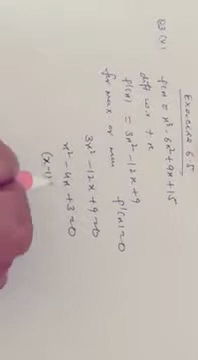 Exercise 6.5
Q3 (v) f(x) = x³ - 6x² + 9x + 15
diff w.r.t x
f'(x) = 3x² - 12x + 9
for max or min f'(x) = 0
3x² - 12x + 9 = 0
x² - 4x + 3 = 0
(x-1)